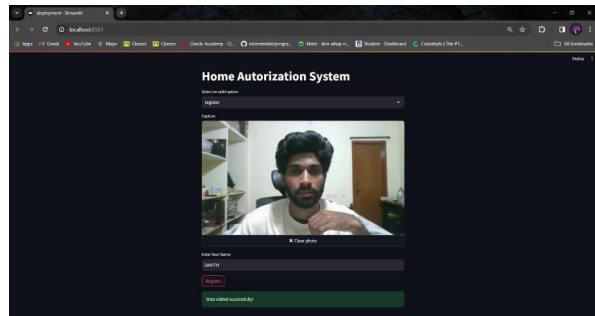 deployment · Streamlit
localhost:8501
Apps Gmail YouTube Maps Classes Classes Oracle Academy - O... interviewbit/progra... Meet Student : Dashboard
All Bookmarks
Deploy
Home Autorization System
Select an valid option:
register
Capture
Clear photo
Enter Your Name:
Register
Data added successfully!